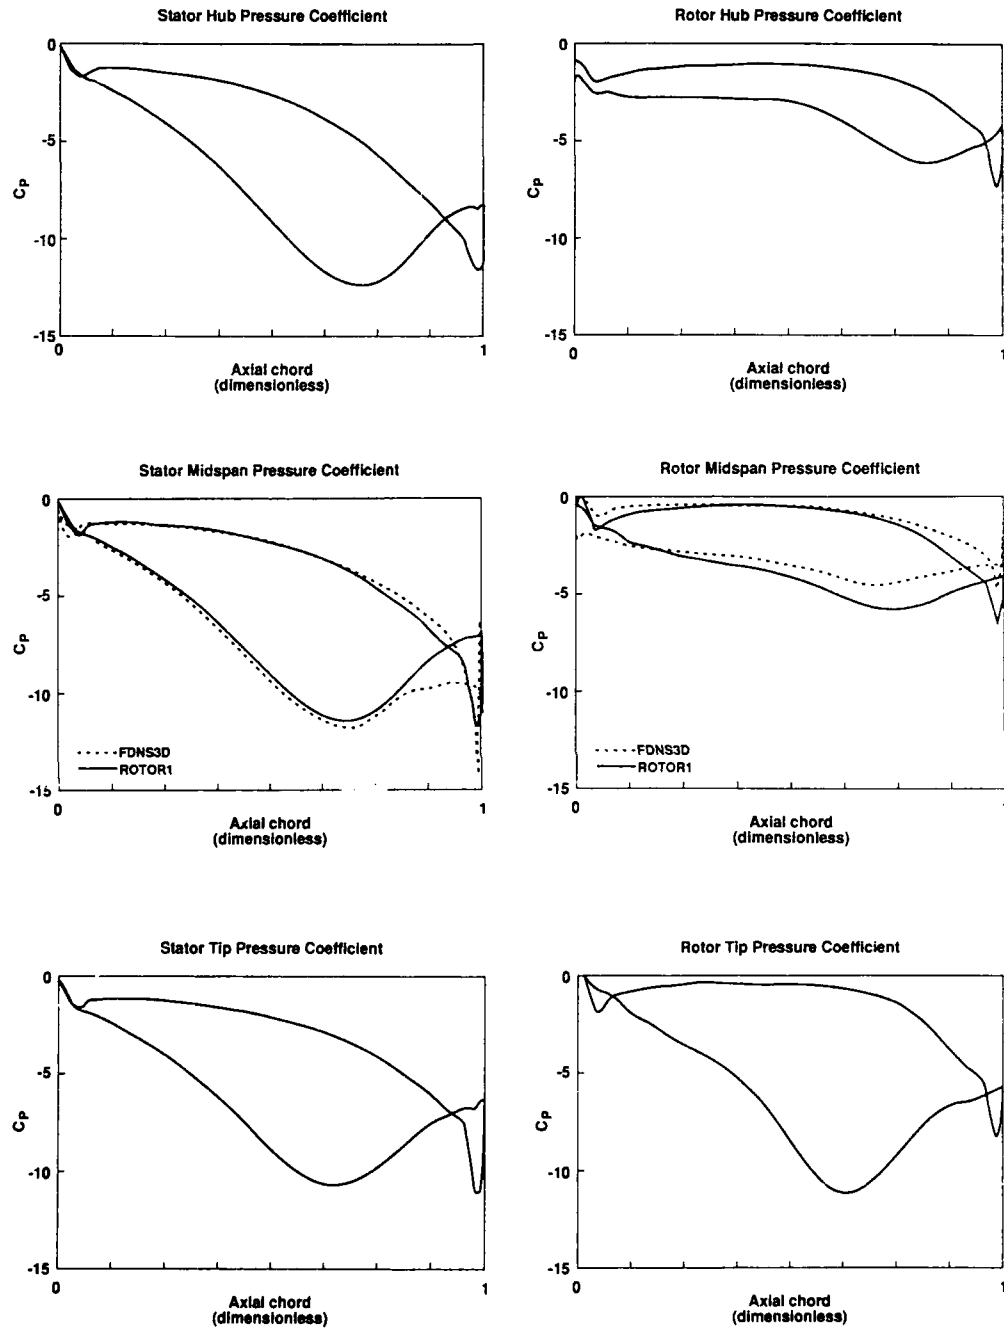 Stator Hub Pressure Coefficient
0
-5
-10
-15
CP
0
1
Axial chord
(dimensionless)
Rotor Hub Pressure Coefficient
0
-5
-10
-15
CP
0
1
Axial chord
(dimensionless)
Stator Midspan Pressure Coefficient
0
-5
-10
-15
CP
FDNS3D
ROTOR1
0
1
Axial chord
(dimensionless)
Rotor Midspan Pressure Coefficient
0
-5
-10
-15
CP
FDNS3D
ROTOR1
0
1
Axial chord
(dimensionless)
Stator Tip Pressure Coefficient
0
-5
-10
-15
CP
0
1
Axial chord
(dimensionless)
Rotor Tip Pressure Coefficient
0
-5
-10
-15
CP
0
1
Axial chord
(dimensionless)